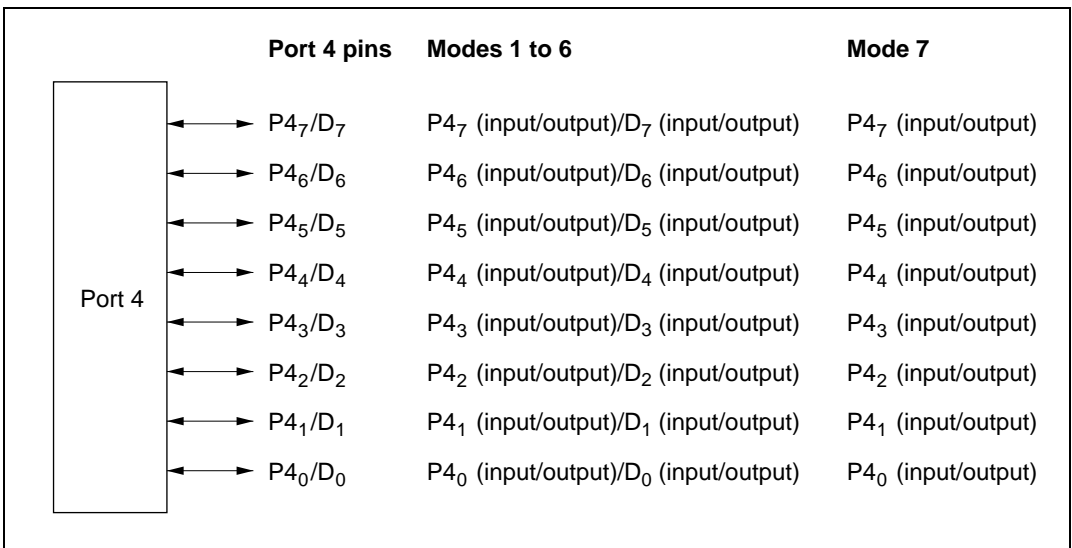 Port 4 pins Modes 1 to 6 Mode 7
P4₇/D₇ P4₇ (input/output)/D₇ (input/output) P4₇ (input/output)
P4₆/D₆ P4₆ (input/output)/D₆ (input/output) P4₆ (input/output)
P4₅/D₅ P4₅ (input/output)/D₅ (input/output) P4₅ (input/output)
P4₄/D₄ P4₄ (input/output)/D₄ (input/output) P4₄ (input/output)
Port 4
P4₃/D₃ P4₃ (input/output)/D₃ (input/output) P4₃ (input/output)
P4₂/D₂ P4₂ (input/output)/D₂ (input/output) P4₂ (input/output)
P4₁/D₁ P4₁ (input/output)/D₁ (input/output) P4₁ (input/output)
P4₀/D₀ P4₀ (input/output)/D₀ (input/output) P4₀ (input/output)